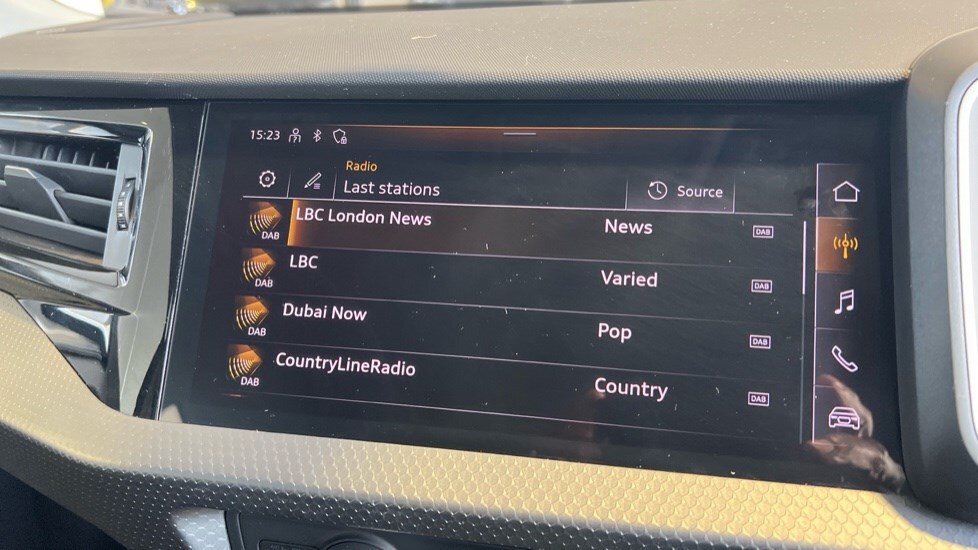 15:23
Radio
Last stations
Source
DAB LBC London News News DAB
DAB LBC Varied DAB
DAB Dubai Now Pop DAB
DAB CountryLineRadio Country DAB